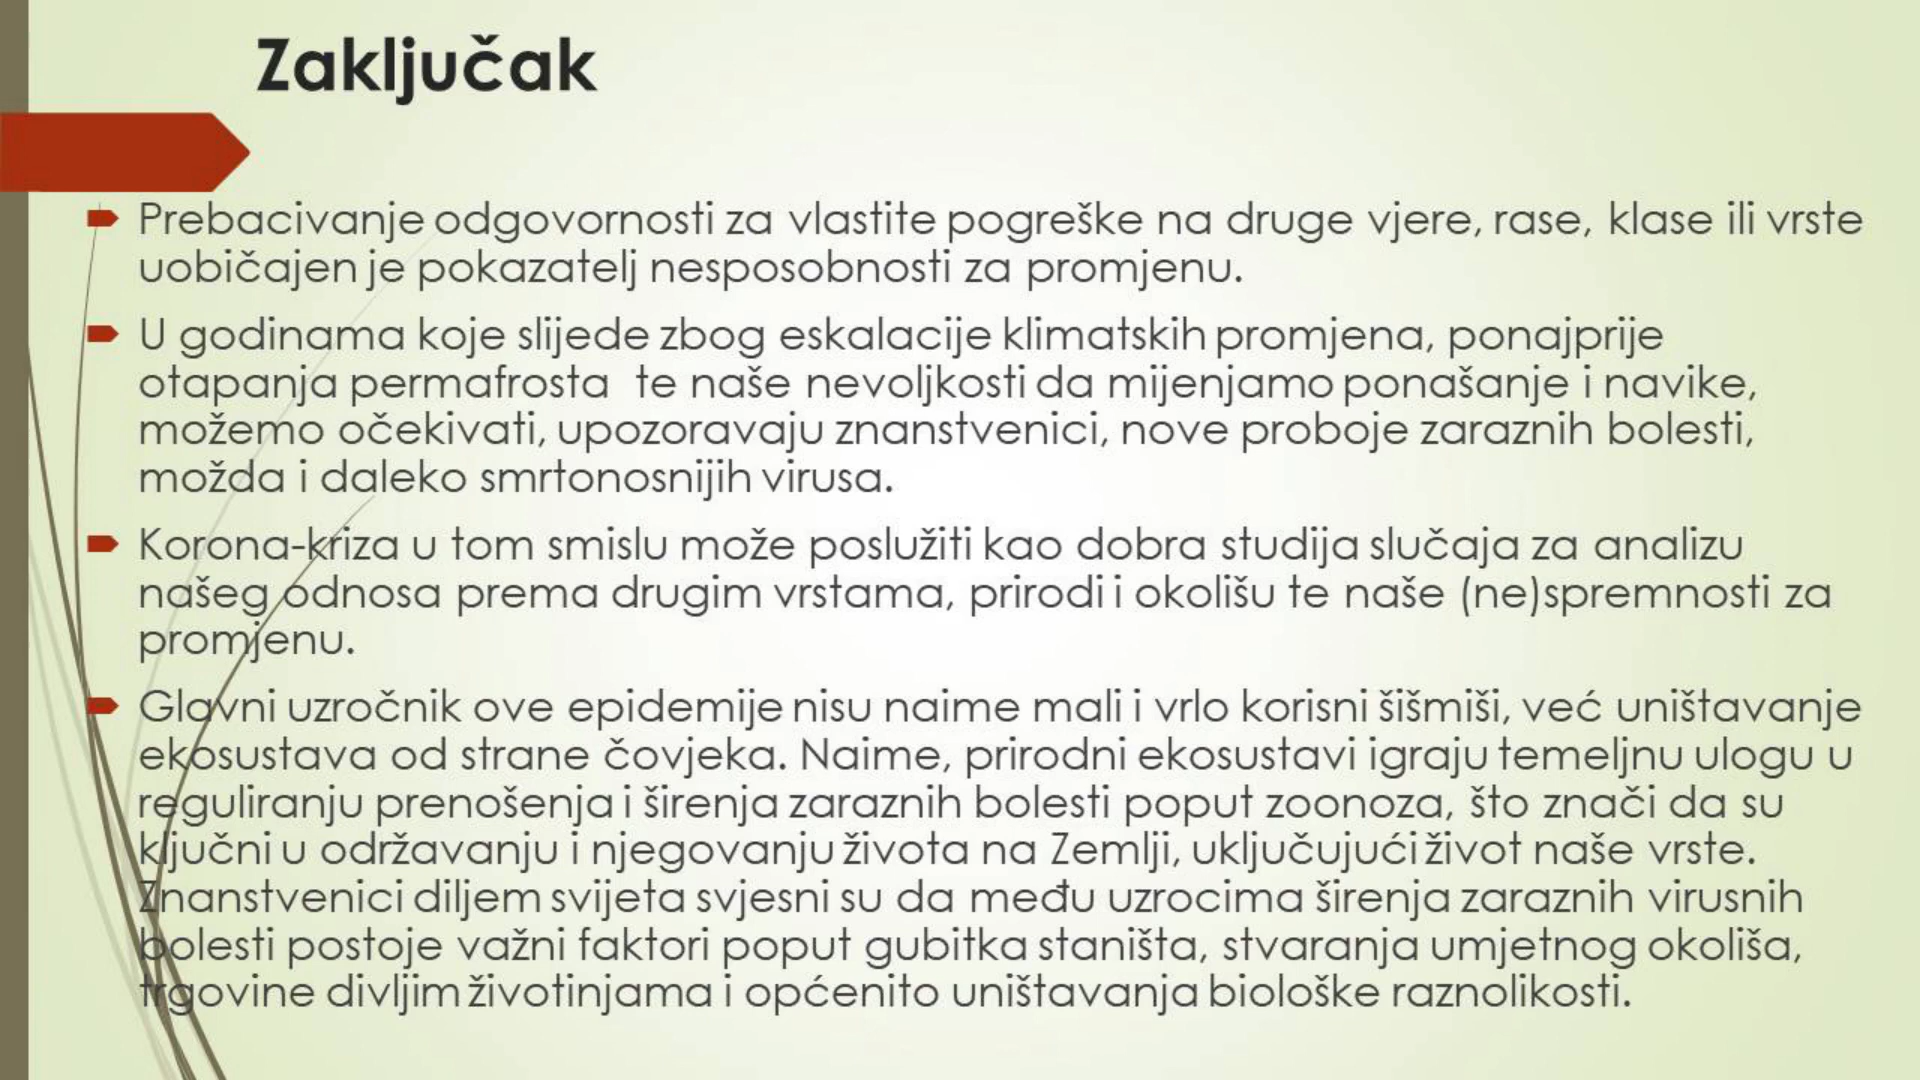 Zaključak
Prebacivanje odgovornosti za vlastite pogreške na druge vjere, rase, klase ili vrste
uobičajen je pokazatelj nesposobnosti za promjenu.
U godinama koje slijede zbog eskalacije klimatskih promjena, ponajprije
otapanja permafrosta te naše nevoljkosti da mijenjamo ponašanje i navike,
možemo očekivati, upozoravaju znanstvenici, nove proboje zaraznih bolesti,
možda i daleko smrtonosnijih virusa.
Korona-kriza u tom smislu može poslužiti kao dobra studija slučaja za analizu
našeg odnosa prema drugim vrstama, prirodi i okolišu te naše (ne)spremnosti za
promjenu.
Glavni uzročnik ove epidemije nisu naime mali i vrlo korisni šišmiši, već uništavanje
ekosustava od strane čovjeka. Naime, prirodni ekosustavi igraju temeljnu ulogu u
reguliranju prenošenja i širenja zaraznih bolesti poput zoonoza, što znači da su
ključni u održavanju i njegovanju života na Zemlji, uključujući život naše vrste.
Znanstvenici diljem svijeta svjesni su da među uzrocima širenja zaraznih virusnih
bolesti postoje važni faktori poput gubitka staništa, stvaranja umjetnog okoliša,
trgovine divljim životinjama i općenito uništavanja biološke raznolikosti.